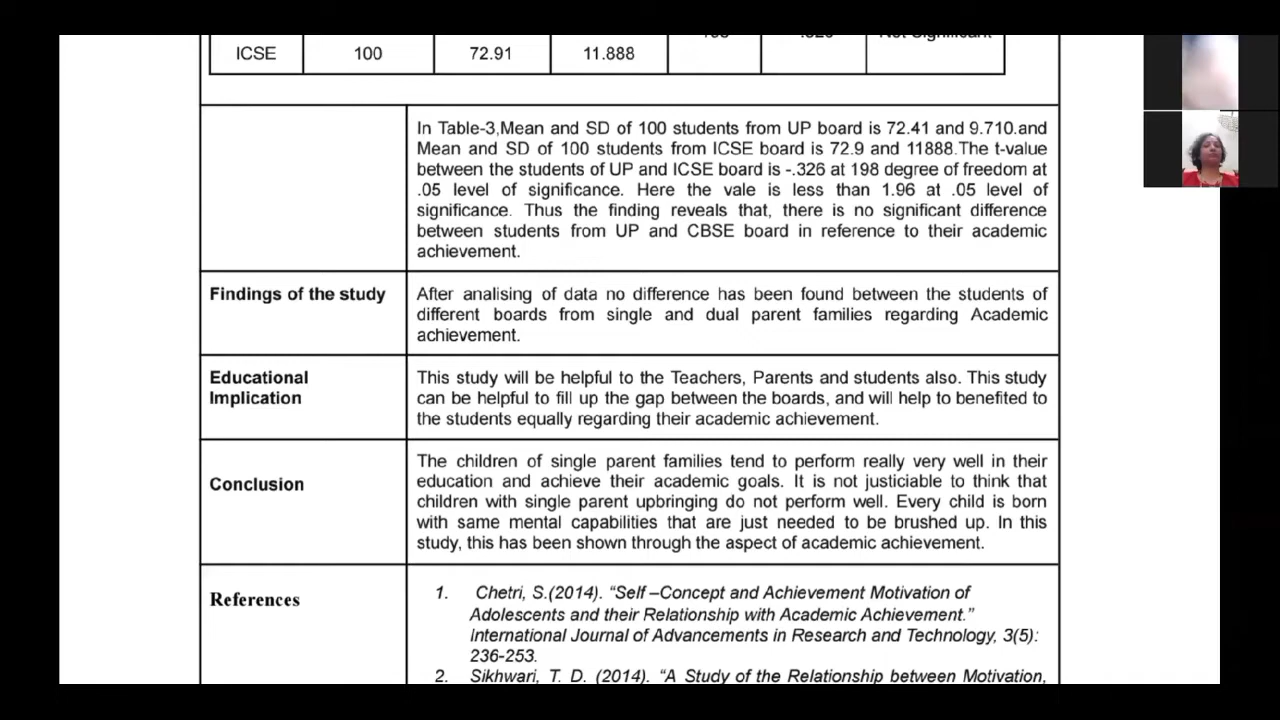 ICSE 100 72.91 11.888
In Table-3,Mean and SD of 100 students from UP board is 72.41 and 9.710.and
Mean and SD of 100 students from ICSE board is 72.9 and 11888.The t-value
between the students of UP and ICSE board is -.326 at 198 degree of freedom at
.05 level of significance. Here the vale is less than 1.96 at .05 level of
significance. Thus the finding reveals that, there is no significant difference
between students from UP and CBSE board in reference to their academic
achievement.
Findings of the study
After analising of data no difference has been found between the students of
different boards from single and dual parent families regarding Academic
achievement.
Educational
Implication
This study will be helpful to the Teachers, Parents and students also. This study
can be helpful to fill up the gap between the boards, and will help to benefited to
the students equally regarding their academic achievement.
Conclusion
The children of single parent families tend to perform really very well in their
education and achieve their academic goals. It is not justiciable to think that
children with single parent upbringing do not perform well. Every child is born
with same mental capabilities that are just needed to be brushed up. In this
study, this has been shown through the aspect of academic achievement.
References
1. Chetri, S.(2014). “Self –Concept and Achievement Motivation of
Adolescents and their Relationship with Academic Achievement.”
International Journal of Advancements in Research and Technology, 3(5):
236-253.
2. Sikhwari, T. D. (2014). “A Study of the Relationship between Motivation,